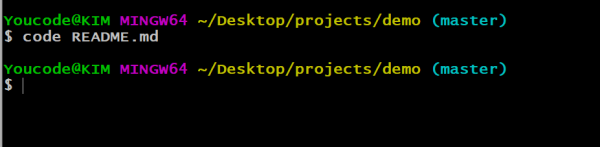 Youcode@KIM MINGW64 ~/Desktop/projects/demo (master)
$ code README.md
Youcode@KIM MINGW64 ~/Desktop/projects/demo (master)
$